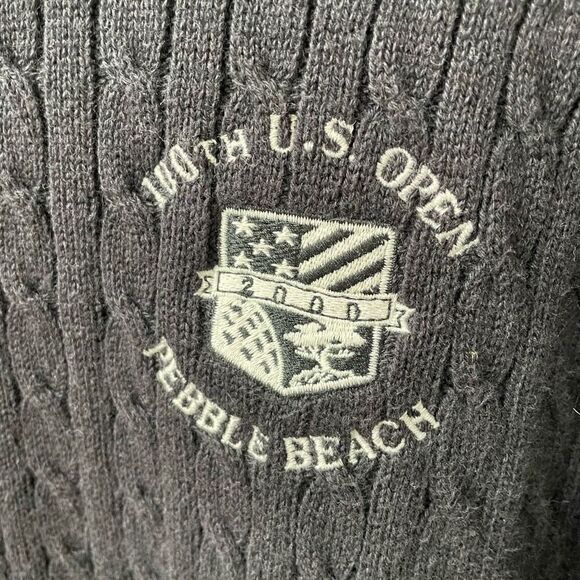 100TH U.S. OPEN
2000
PEBBLE BEACH